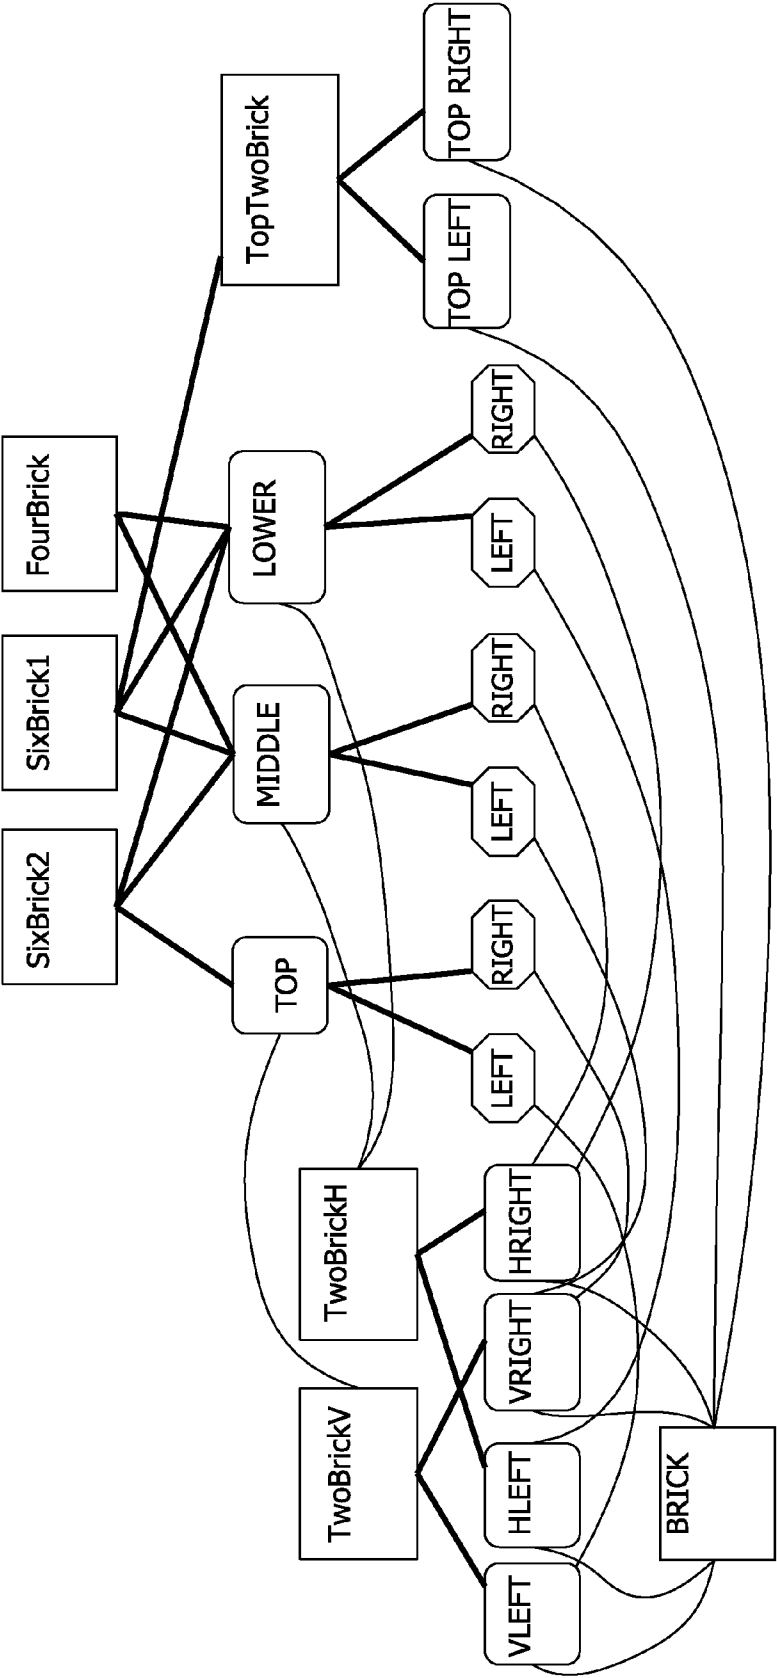 SixBrick2
SixBrick1
FourBrick
TOP
MIDDLE
LOWER
TopTwoBrick
TwoBrickV
TwoBrickH
TOP LEFT
TOP RIGHT
LEFT
RIGHT
LEFT
RIGHT
LEFT
RIGHT
VLEFT
HLEFT
VRIGHT
HRIGHT
BRICK